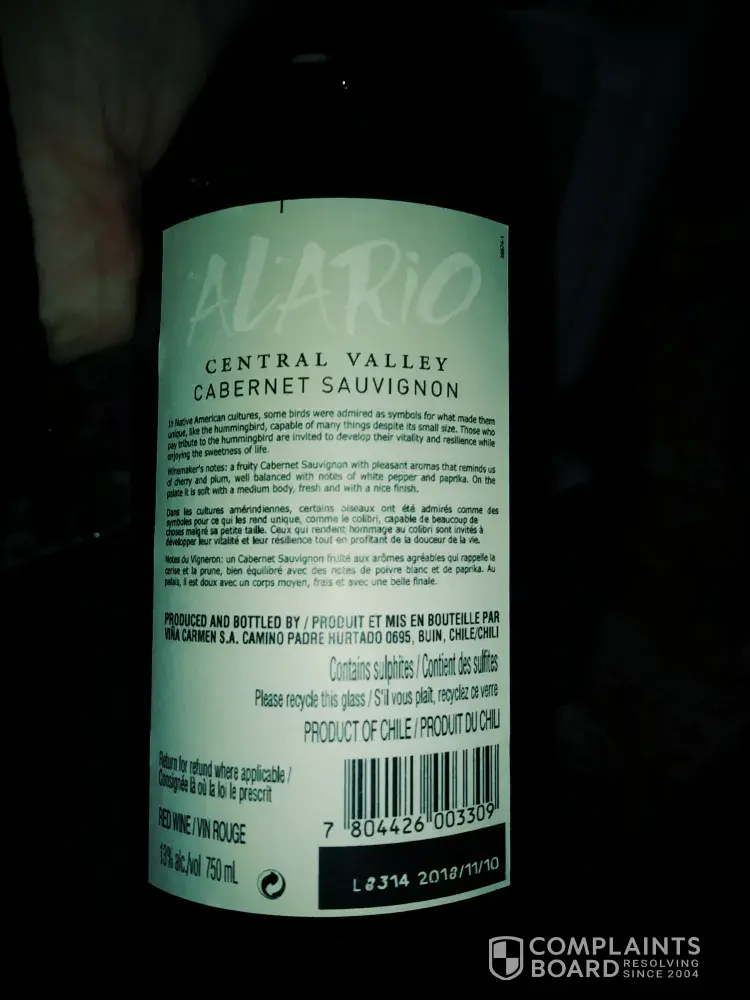 ALARiO
CENTRAL VALLEY
CABERNET SAUVIGNON
In Native American cultures, some birds were admired as symbols for what made them
unique, like the hummingbird, capable of many things despite its small size. Those who
pay tribute to the hummingbird are invited to develop their vitality and resilience while
enjoying the sweetness of life.
Winemaker's notes: a fruity Cabernet Sauvignon with pleasant aromas that reminds us
of cherry and plum, well balanced with notes of white pepper and paprika. On the
palate it is soft with a medium body, fresh and with a nice finish.
Dans les cultures amérindiennes, certains oiseaux ont été admirés comme des
symboles pour ce qui les rend unique, comme le colibri, capable de beaucoup de
choses malgré sa petite taille. Ceux qui rendent hommage au colibri sont invités à
développer leur vitalité et leur résilience tout en profitant de la douceur de la vie.
Notes du Vigneron: un Cabernet Sauvignon fruité aux arômes agréables qui rappelle la
cerise et la prune, bien équilibré avec des notes de poivre blanc et de paprika. Au
palais, il est doux avec un corps moyen, frais et avec une belle finale.
PRODUCED AND BOTTLED BY / PRODUIT ET MIS EN BOUTEILLE PAR
VIÑA CARMEN S.A. CAMINO PADRE HURTADO 0695, BUIN, CHILE/CHILI
Contains sulphites / Contient des sulfites
Please recycle this glass / S'il vous plaît, recyclez ce verre
PRODUCT OF CHILE / PRODUIT DU CHILI
Return for refund where applicable /
Consignée là où la loi le prescrit
RED WINE / VIN ROUGE
13% alc./vol 750 mL
7 804426 003309
L8314 2018/11/10
COMPLAINTS
BOARD RESOLVING
SINCE 2004